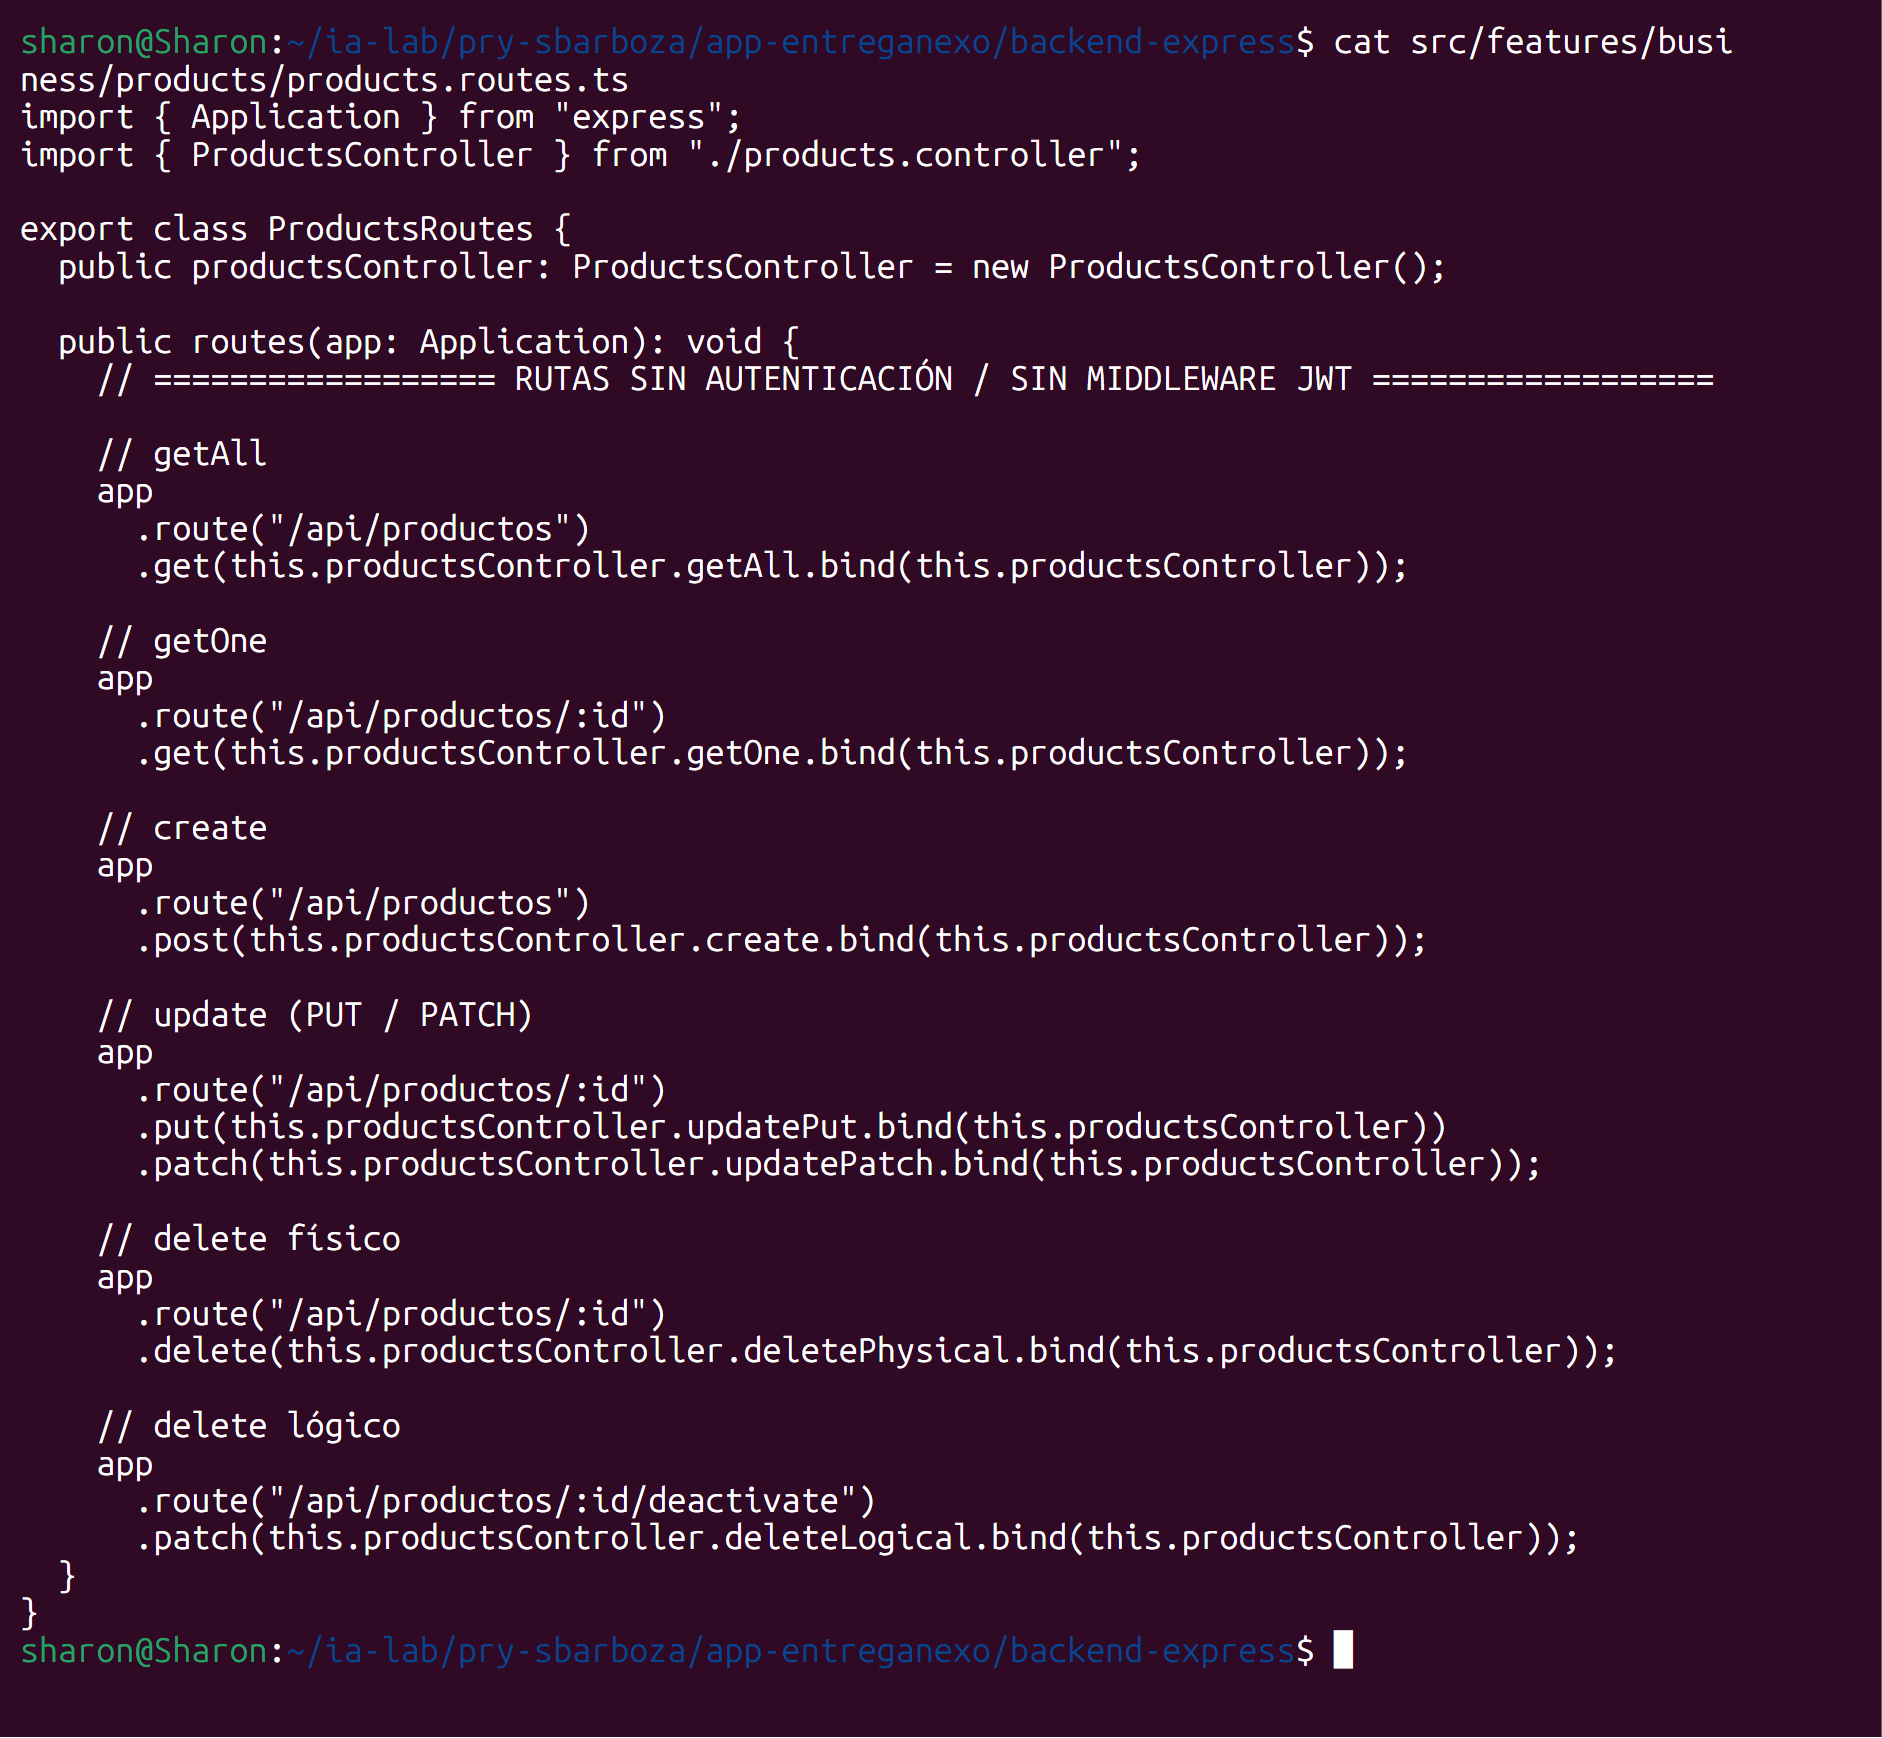 sharon@Sharon:~/ia-lab/pry-sbarboza/app-entreganexo/backend-express$ cat src/features/busi
ness/products/products.routes.ts
import { Application } from "express";
import { ProductsController } from "./products.controller";

export class ProductsRoutes {
  public productsController: ProductsController = new ProductsController();

  public routes(app: Application): void {
    // ================== RUTAS SIN AUTENTICACIÓN / SIN MIDDLEWARE JWT ==================

    // getAll
    app
      .route("/api/productos")
      .get(this.productsController.getAll.bind(this.productsController));

    // getOne
    app
      .route("/api/productos/:id")
      .get(this.productsController.getOne.bind(this.productsController));

    // create
    app
      .route("/api/productos")
      .post(this.productsController.create.bind(this.productsController));

    // update (PUT / PATCH)
    app
      .route("/api/productos/:id")
      .put(this.productsController.updatePut.bind(this.productsController))
      .patch(this.productsController.updatePatch.bind(this.productsController));

    // delete físico
    app
      .route("/api/productos/:id")
      .delete(this.productsController.deletePhysical.bind(this.productsController));

    // delete lógico
    app
      .route("/api/productos/:id/deactivate")
      .patch(this.productsController.deleteLogical.bind(this.productsController));
  }
}
sharon@Sharon:~/ia-lab/pry-sbarboza/app-entreganexo/backend-express$